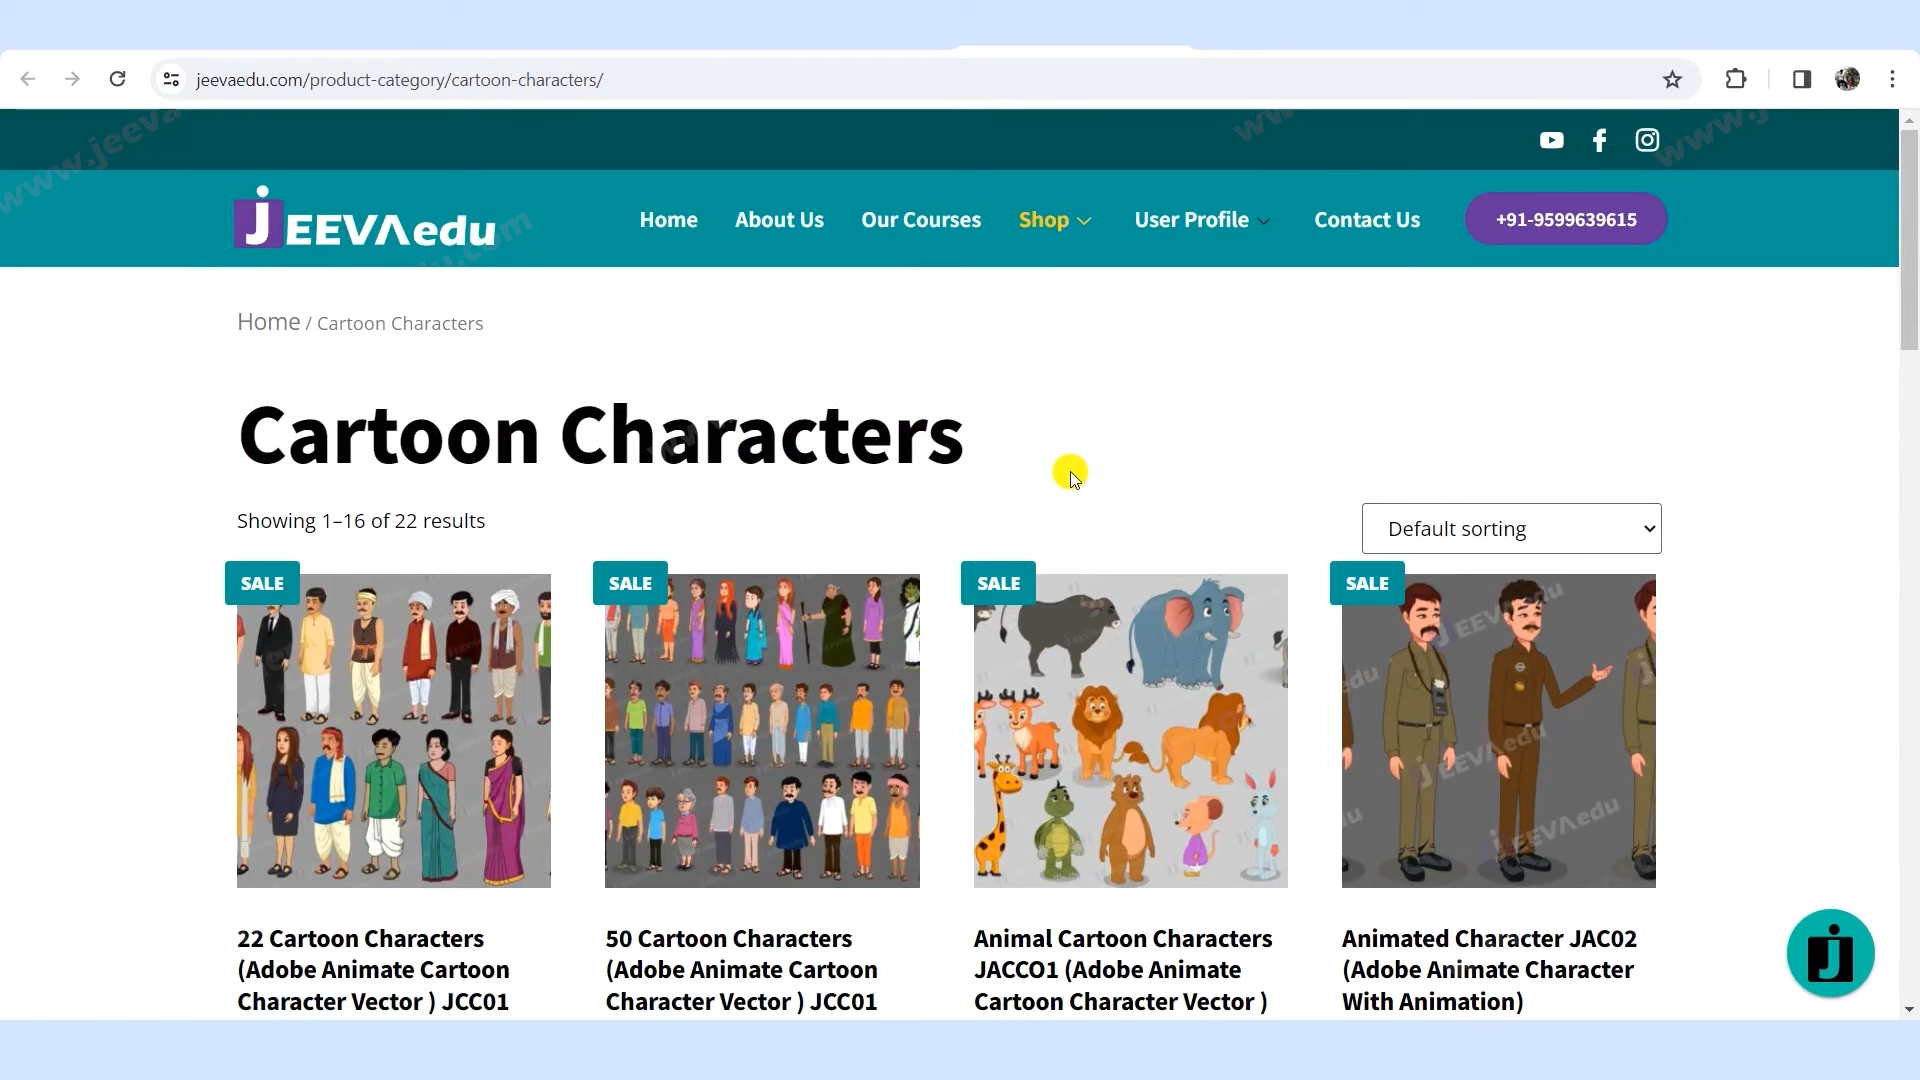 jeevaedu.com/product-category/cartoon-characters/
JEEVAedu
Home
About Us
Our Courses
Shop
User Profile
Contact Us
+91-9599639615
Home / Cartoon Characters
Cartoon Characters
Showing 1–16 of 22 results
Default sorting
SALE
SALE
SALE
SALE
22 Cartoon Characters
(Adobe Animate Cartoon
Character Vector ) JCC01
50 Cartoon Characters
(Adobe Animate Cartoon
Character Vector ) JCC01
Animal Cartoon Characters
JACCO1 (Adobe Animate
Cartoon Character Vector )
Animated Character JAC02
(Adobe Animate Character
With Animation)